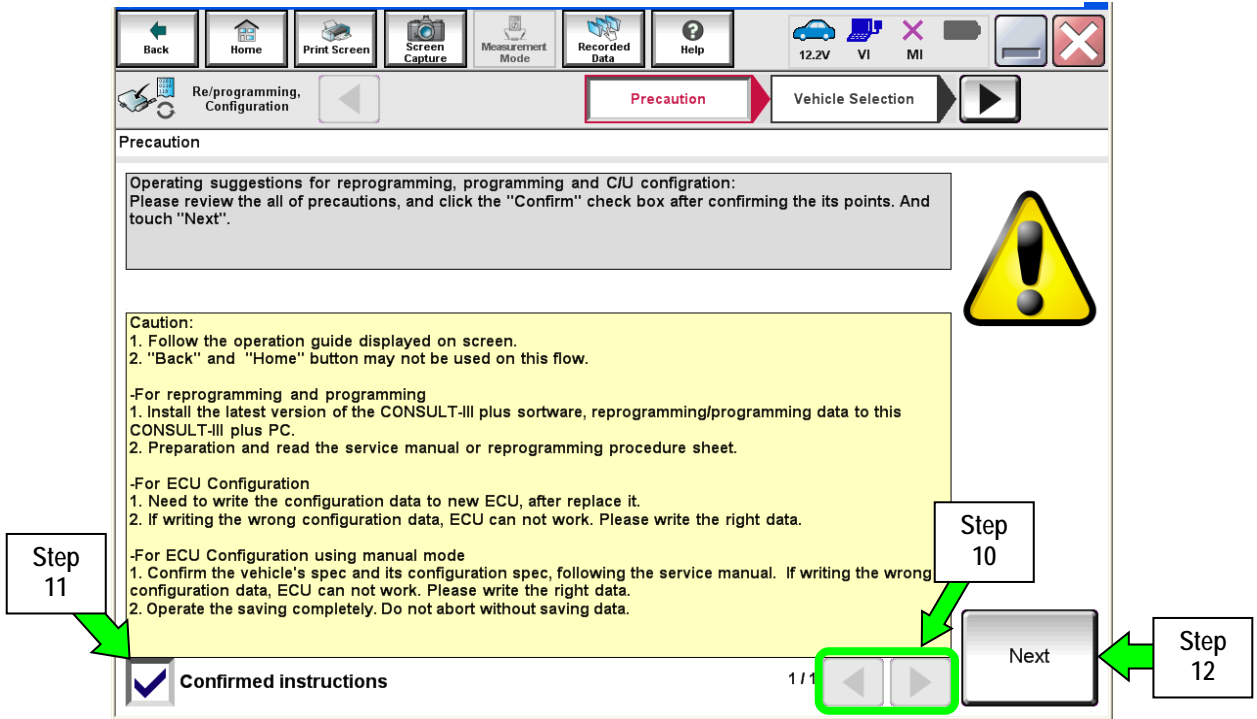 Back
Home
Print Screen
Screen
Capture
Measurement
Mode
Recorded
Data
Help
12.2V
VI
MI
Re/programming,
Configuration
Precaution
Vehicle Selection
Precaution
Operating suggestions for reprogramming, programming and C/U configration:
Please review the all of precautions, and click the "Confirm" check box after confirming the its points. And
touch "Next".
Caution:
1. Follow the operation guide displayed on screen.
2. "Back" and "Home" button may not be used on this flow.
-For reprogramming and programming
1. Install the latest version of the CONSULT-III plus sortware, reprogramming/programming data to this
CONSULT-III plus PC.
2. Preparation and read the service manual or reprogramming procedure sheet.
-For ECU Configuration
1. Need to write the configuration data to new ECU, after replace it.
2. If writing the wrong configuration data, ECU can not work. Please write the right data.
-For ECU Configuration using manual mode
1. Confirm the vehicle's spec and its configuration spec, following the service manual. If writing the wrong
configuration data, ECU can not work. Please write the right data.
2. Operate the saving completely. Do not abort without saving data.
Step
10
Step
11
Confirmed instructions
1/1
Next
Step
12